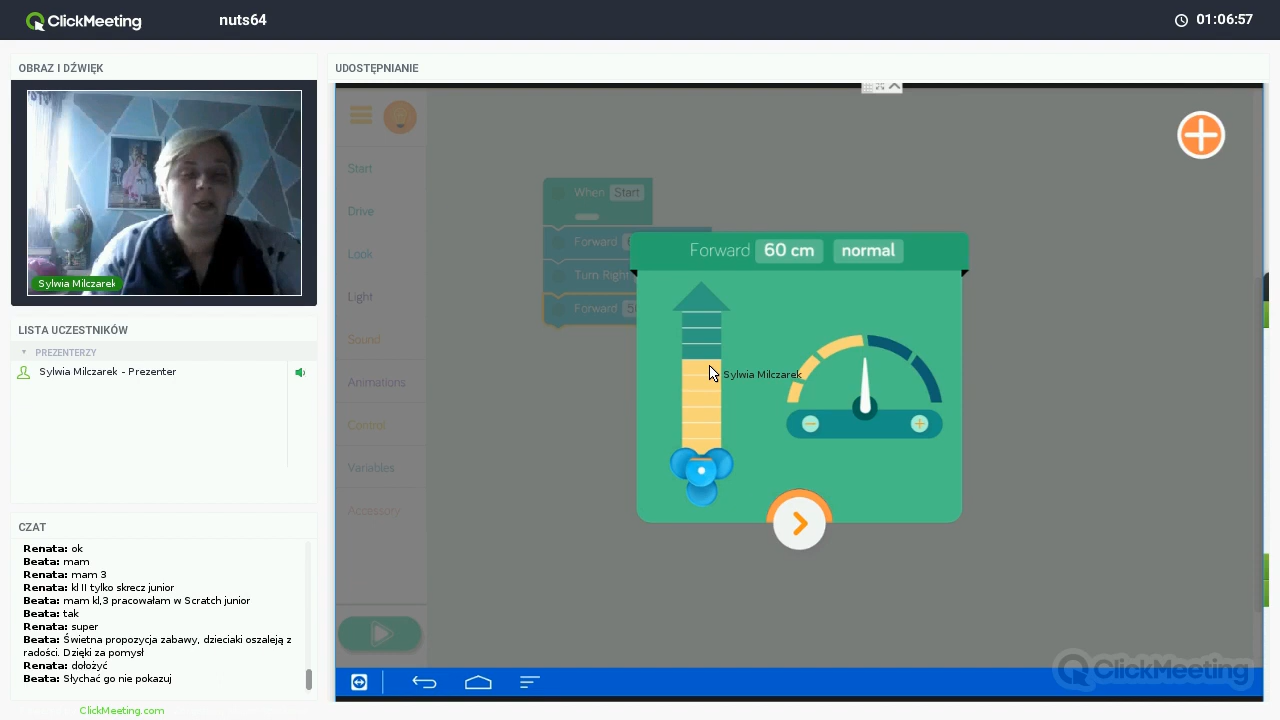 ClickMeeting
nuts64
01:06:57
OBRAZ I DŹWIĘK
Sylwia Milczarek
LISTA UCZESTNIKÓW
PREZENTERZY
Sylwia Milczarek - Prezenter
CZAT
Renata: ok
Beata: mam
Renata: mam 3
Renata: kl II tylko skrecz junior
Beata: mam kl,3 pracowałam w Scratch junior
Beata: tak
Renata: super
Beata: Świetna propozycja zabawy, dzieciaki oszaleją z
radości. Dzięki za pomysł
Renata: dołożyć
Beata: Słychać go nie pokazuj
ClickMeeting.com
UDOSTĘPNIANIE
Start
Drive
Look
Light
Sound
Animations
Control
Variables
Accessory
When Start
Forward
Turn Right
Forward
Forward 60 cm normal
Sylwia Milczarek
ClickMeeting